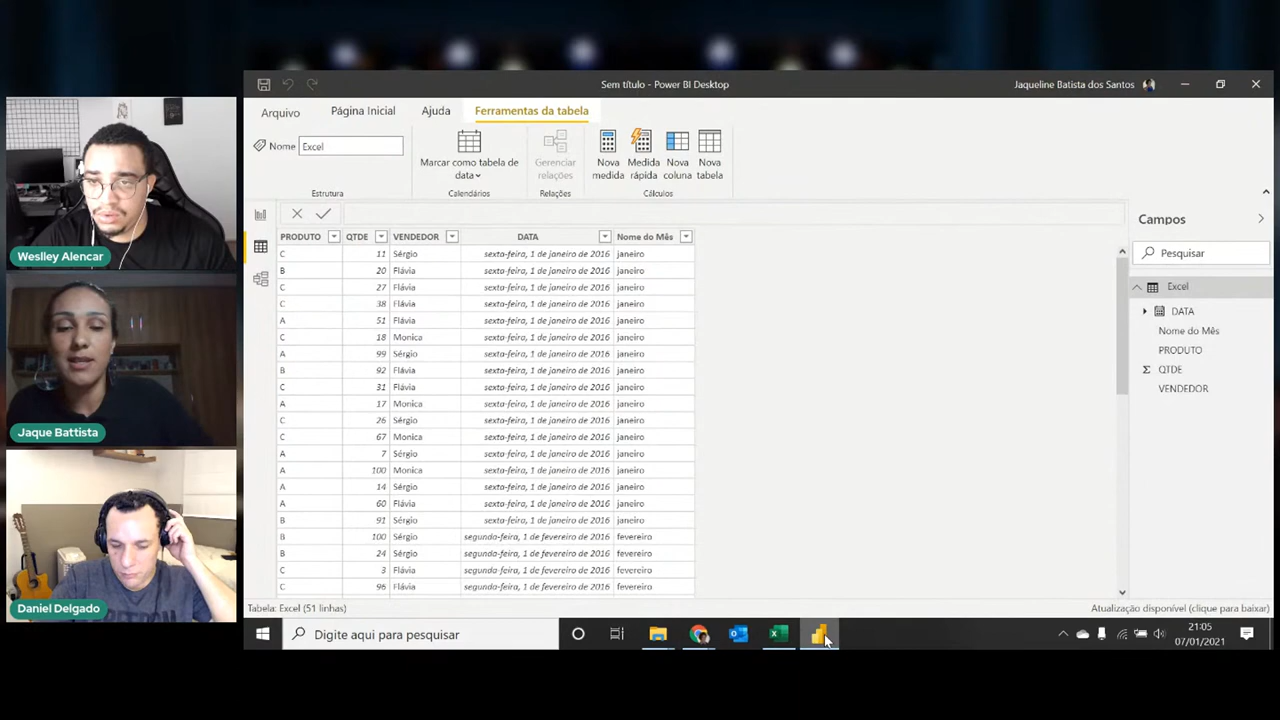 Sem título - Power BI Desktop
Jaqueline Batista dos Santos
Arquivo
Página Inicial
Ajuda
Ferramentas da tabela
Nome
Excel
Marcar como tabela de
data
Gerenciar
relações
Nova
medida
Medida
rápida
Nova
coluna
Nova
tabela
Estrutura
Calendários
Relações
Cálculos
PRODUTO QTDE VENDEDOR DATA Nome do Mês
C 11 Sérgio sexta-feira, 1 de janeiro de 2016 janeiro
B 20 Flávia sexta-feira, 1 de janeiro de 2016 janeiro
C 27 Flávia sexta-feira, 1 de janeiro de 2016 janeiro
C 38 Flávia sexta-feira, 1 de janeiro de 2016 janeiro
A 51 Flávia sexta-feira, 1 de janeiro de 2016 janeiro
C 18 Monica sexta-feira, 1 de janeiro de 2016 janeiro
A 99 Sérgio sexta-feira, 1 de janeiro de 2016 janeiro
B 92 Flávia sexta-feira, 1 de janeiro de 2016 janeiro
C 31 Flávia sexta-feira, 1 de janeiro de 2016 janeiro
A 17 Monica sexta-feira, 1 de janeiro de 2016 janeiro
C 26 Sérgio sexta-feira, 1 de janeiro de 2016 janeiro
C 67 Monica sexta-feira, 1 de janeiro de 2016 janeiro
A 7 Sérgio sexta-feira, 1 de janeiro de 2016 janeiro
A 100 Monica sexta-feira, 1 de janeiro de 2016 janeiro
A 14 Sérgio sexta-feira, 1 de janeiro de 2016 janeiro
A 60 Flávia sexta-feira, 1 de janeiro de 2016 janeiro
B 91 Sérgio sexta-feira, 1 de janeiro de 2016 janeiro
B 100 Sérgio segunda-feira, 1 de fevereiro de 2016 fevereiro
B 24 Sérgio segunda-feira, 1 de fevereiro de 2016 fevereiro
C 3 Flávia segunda-feira, 1 de fevereiro de 2016 fevereiro
C 96 Flávia segunda-feira, 1 de fevereiro de 2016 fevereiro
Campos
Pesquisar
Excel
DATA
Nome do Mês
PRODUTO
Σ QTDE
VENDEDOR
Tabela: Excel (51 linhas)
Atualização disponível (clique para baixar)
Digite aqui para pesquisar
21:05
07/01/2021
Weslley Alencar
Jaque Battista
Daniel Delgado